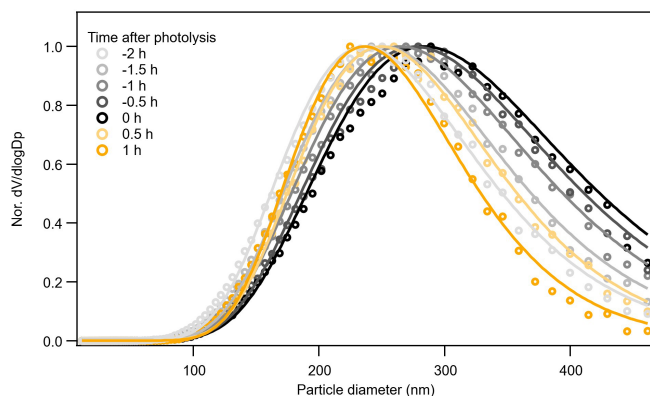 Time after photolysis
-2 h
-1.5 h
-1 h
-0.5 h
0 h
0.5 h
1 h
Nor. dV/dlogDp
1.0
0.8
0.6
0.4
0.2
0.0
100
200
300
400
Particle diameter (nm)